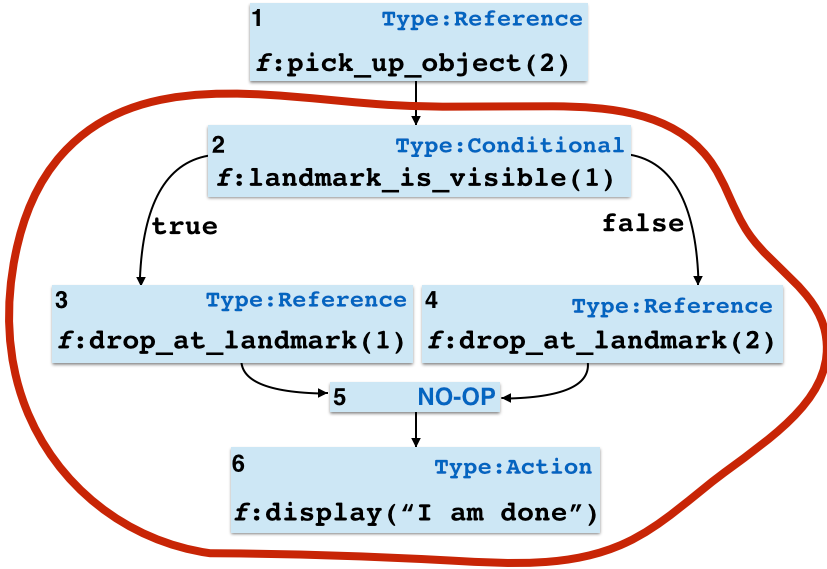 1 Type:Reference
f:pick_up_object(2)
2 Type:Conditional
f:landmark_is_visible(1)
true
false
3 Type:Reference
f:drop_at_landmark(1)
4 Type:Reference
f:drop_at_landmark(2)
5 NO-OP
6 Type:Action
f:display(“I am done”)